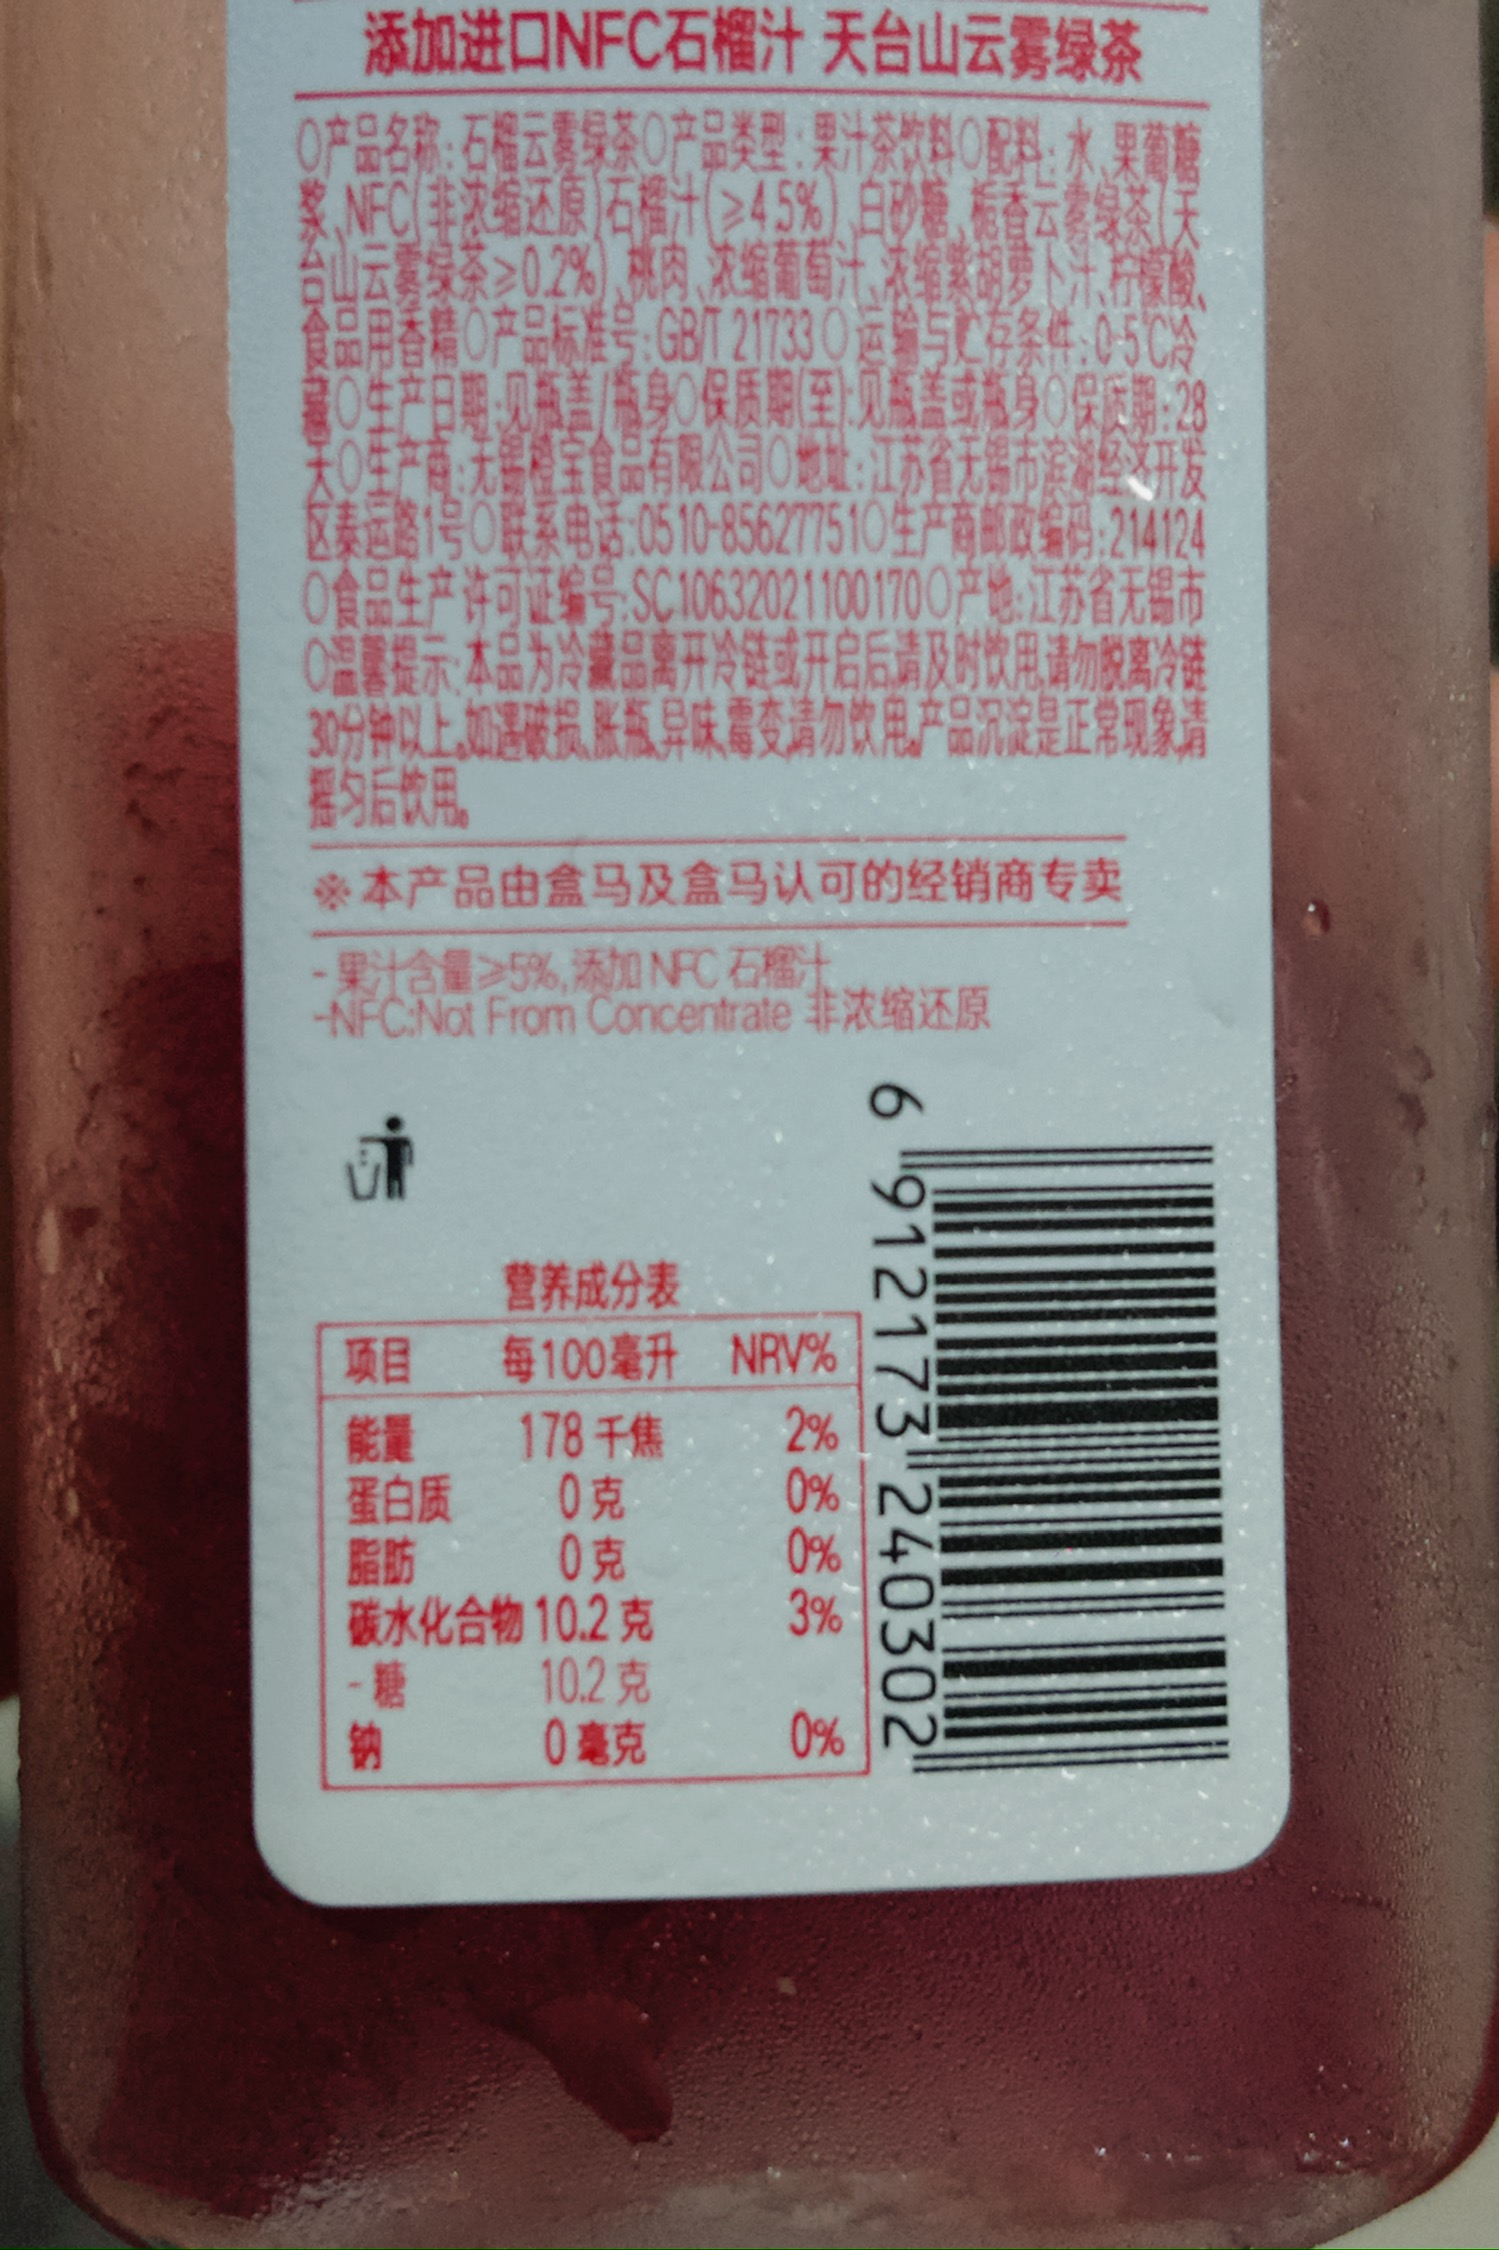 添加进口NFC石榴汁 天台山云雾绿茶
○产品名称:石榴云雾绿茶○产品类型:果汁茶饮料○配料:水、果葡糖
浆、NFC(非浓缩还原)石榴汁(≥4.5%)、白砂糖、栀香云雾绿茶(天
台山云雾绿茶≥0.2%)、桃肉、浓缩葡萄汁、浓缩紫胡萝卜汁、柠檬酸、
食品用香精○产品标准号:GB/T 21733○运输与贮存条件:0-5℃冷
藏○生产日期:见瓶盖/瓶身○保质期(至):见瓶盖或瓶身○保质期:28
天○生产商:无锡橙宝食品有限公司○地址:江苏省无锡市滨湖经济开发
区泰运路1号○联系电话:0510-85627751○生产商邮政编码:214124
○食品生产许可证编号:SC10632021100170○产地:江苏省无锡市
○温馨提示:本品为冷藏品离开冷链或开启后请及时饮用,请勿脱离冷链
30分钟以上。如遇破损、胀瓶、异味、霉变,请勿饮用。产品沉淀是正常现象,请
摇匀后饮用。
※本产品由盒马及盒马认可的经销商专卖
- 果汁含量≥5%,添加 NFC 石榴汁
-NFC:Not From Concentrate 非浓缩还原
营养成分表
项目 每100毫升 NRV%
能量 178 千焦 2%
蛋白质 0 克 0%
脂肪 0 克 0%
碳水化合物 10.2 克 3%
- 糖 10.2 克
钠 0 毫克 0%
6 912173 240302